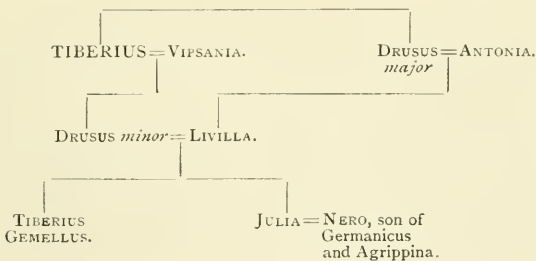 TIBERIUS = VIPSANIA. DRUSUS = ANTONIA.
major
DRUSUS minor = LIVILLA.
TIBERIUS JULIA = NERO, son of
GEMELLUS. Germanicus
and Agrippina.